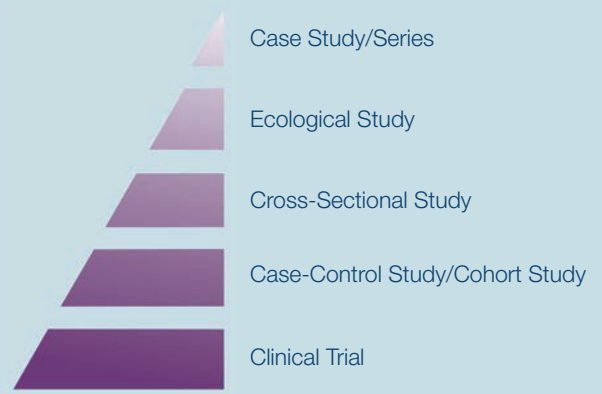 Case Study/Series
Ecological Study
Cross-Sectional Study
Case-Control Study/Cohort Study
Clinical Trial